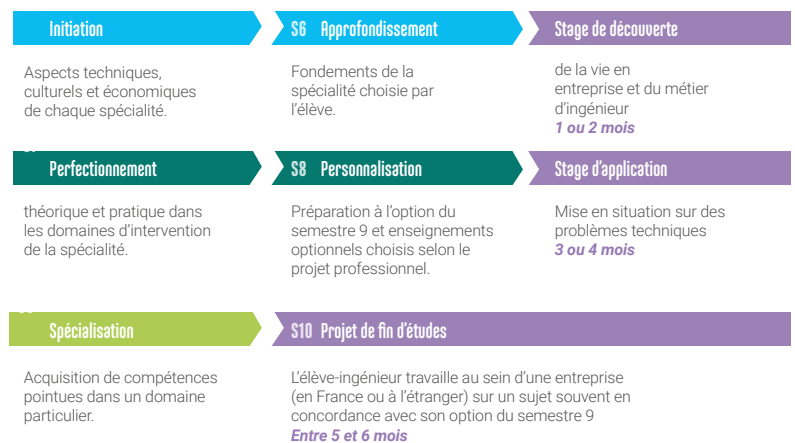 Initiation
S6 Approfondissement
Stage de découverte
Aspects techniques,
culturels et économiques
de chaque spécialité.
Fondements de la
spécialité choisie par
l'élève.
de la vie en
entreprise et du métier
d'ingénieur
1 ou 2 mois
Perfectionnement
S8 Personnalisation
Stage d'application
théorique et pratique dans
les domaines d'intervention
de la spécialité.
Préparation à l'option du
semestre 9 et enseignements
optionnels choisis selon le
projet professionnel.
Mise en situation sur des
problèmes techniques
3 ou 4 mois
Spécialisation
S10 Projet de fin d'études
Acquisition de compétences
pointues dans un domaine
particulier.
L'élève-ingénieur travaille au sein d'une entreprise
(en France ou à l'étranger) sur un sujet souvent en
concordance avec son option du semestre 9
Entre 5 et 6 mois